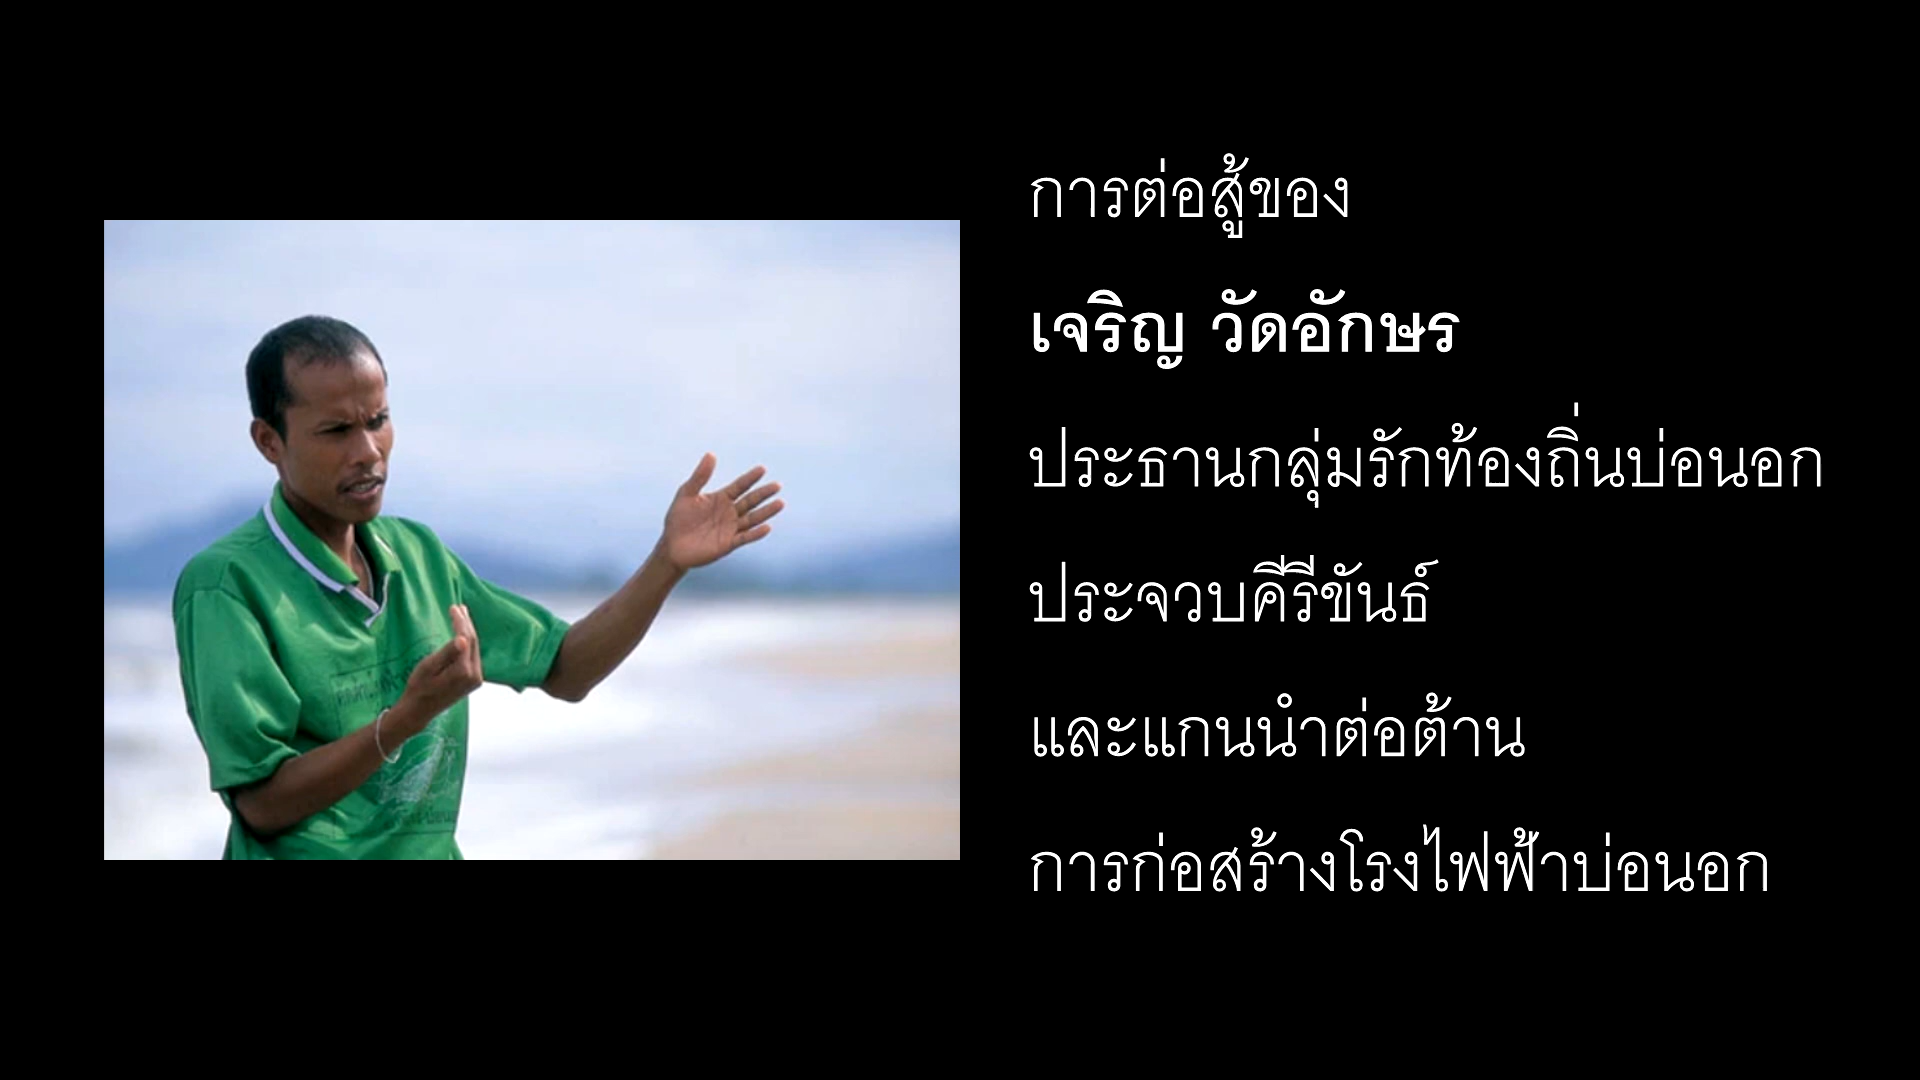 การต่อสู้ของ
เจริญ วัดอักษร
ประธานกลุ่มรักท้องถิ่นบ่อนอก
ประจวบคีรีขันธ์
และแกนนำต่อต้าน
การก่อสร้างโรงไฟฟ้าบ่อนอก